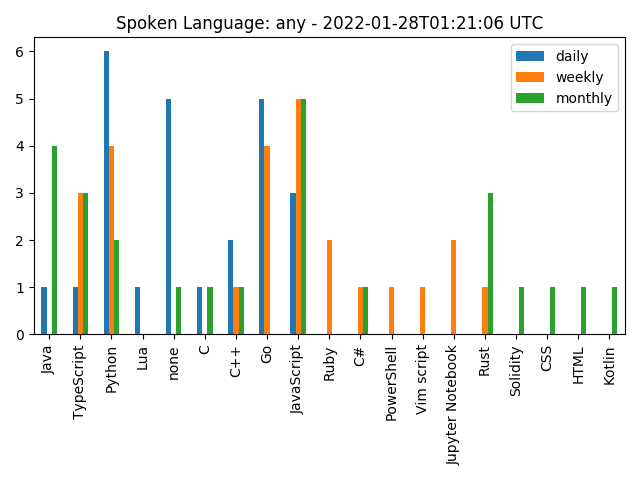 Spoken Language: any - 2022-01-28T01:21:06 UTC
daily
weekly
monthly
6
5
4
3
2
1
0
Java
TypeScript
Python
Lua
none
C
C++
Go
JavaScript
Ruby
C#
PowerShell
Vim script
Jupyter Notebook
Rust
Solidity
CSS
HTML
Kotlin